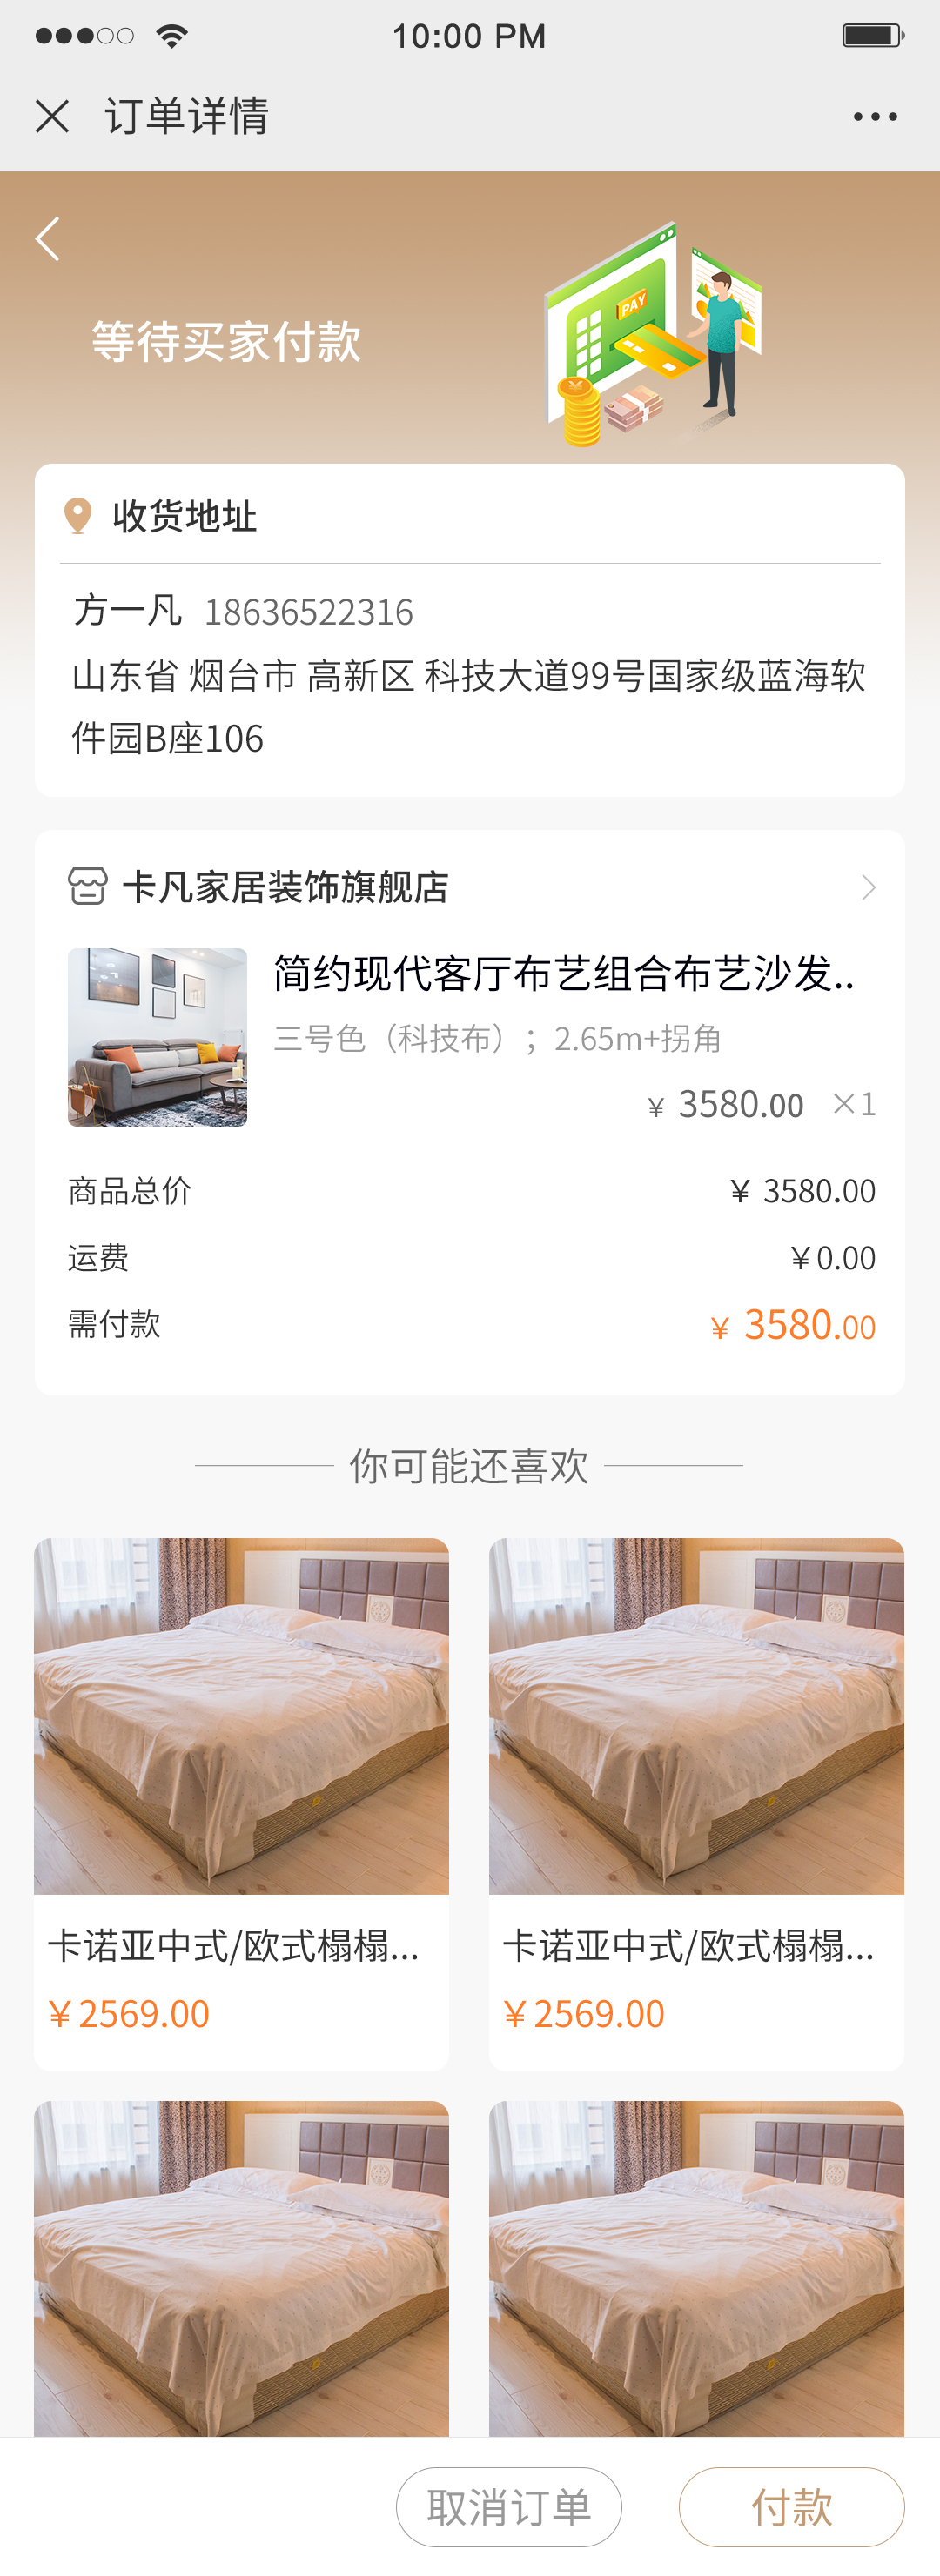 10:00 PM
订单详情
等待买家付款
PAY
收货地址
方一凡 18636522316
山东省 烟台市 高新区 科技大道99号国家级蓝海软
件园B座106
卡凡家居装饰旗舰店
简约现代客厅布艺组合布艺沙发..
三号色（科技布）；2.65m+拐角
¥ 3580.00 ×1
商品总价 ¥ 3580.00
运费 ¥0.00
需付款 ¥ 3580.00
你可能还喜欢
卡诺亚中式/欧式榻榻... 卡诺亚中式/欧式榻榻...
¥2569.00 ¥2569.00
取消订单 付款